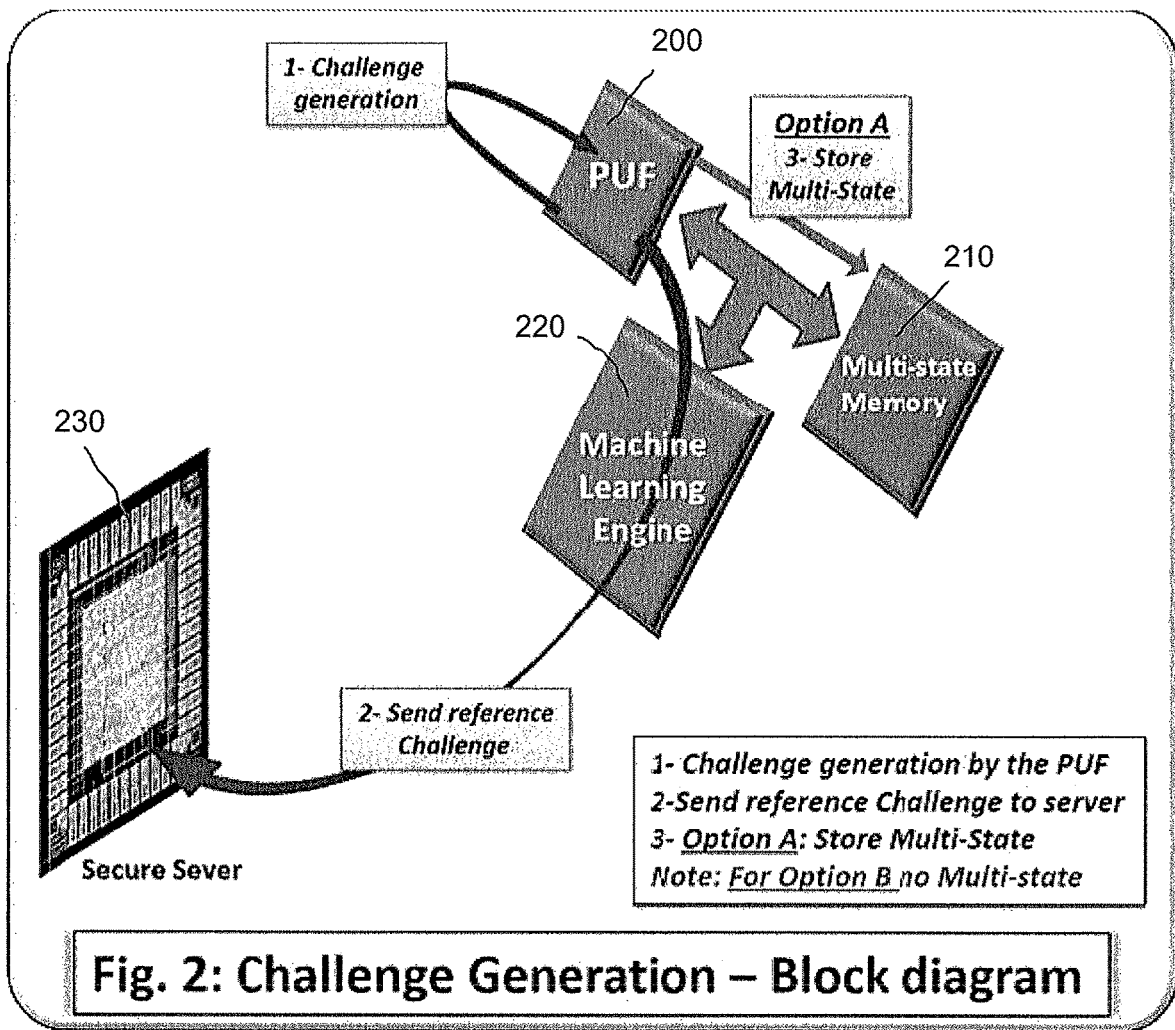 200
1- Challenge
generation
PUF
Option A
3- Store
Multi-State
210
220
Multi-state
Memory
230
Machine
Learning
Engine
2- Send reference
Challenge
Secure Sever
1- Challenge generation by the PUF
2-Send reference Challenge to server
3- Option A: Store Multi-State
Note: For Option B no Multi-state
Fig. 2: Challenge Generation – Block diagram